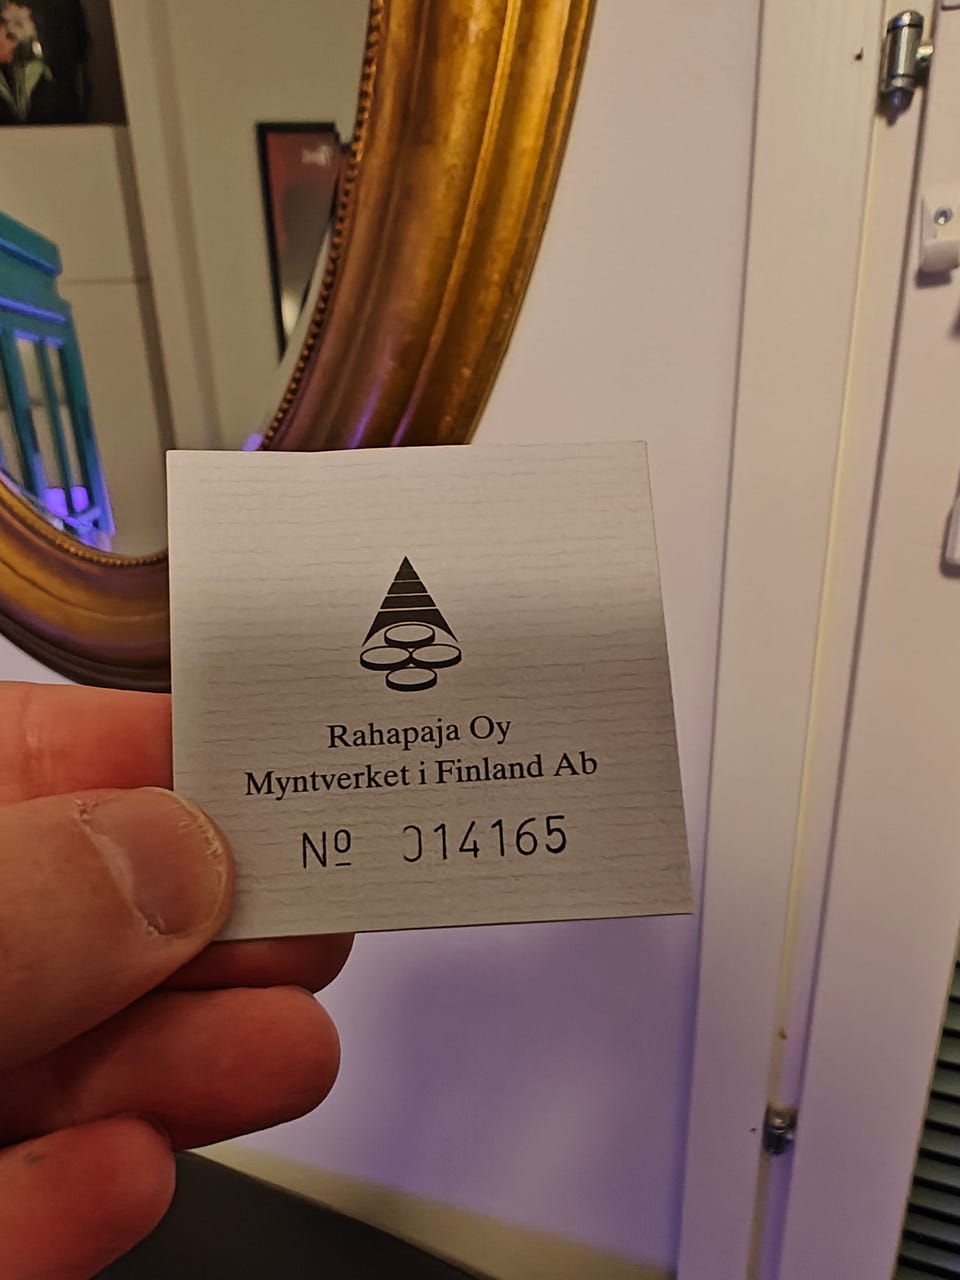 Rahapaja Oy
Myntverket i Finland Ab
Nº 014165